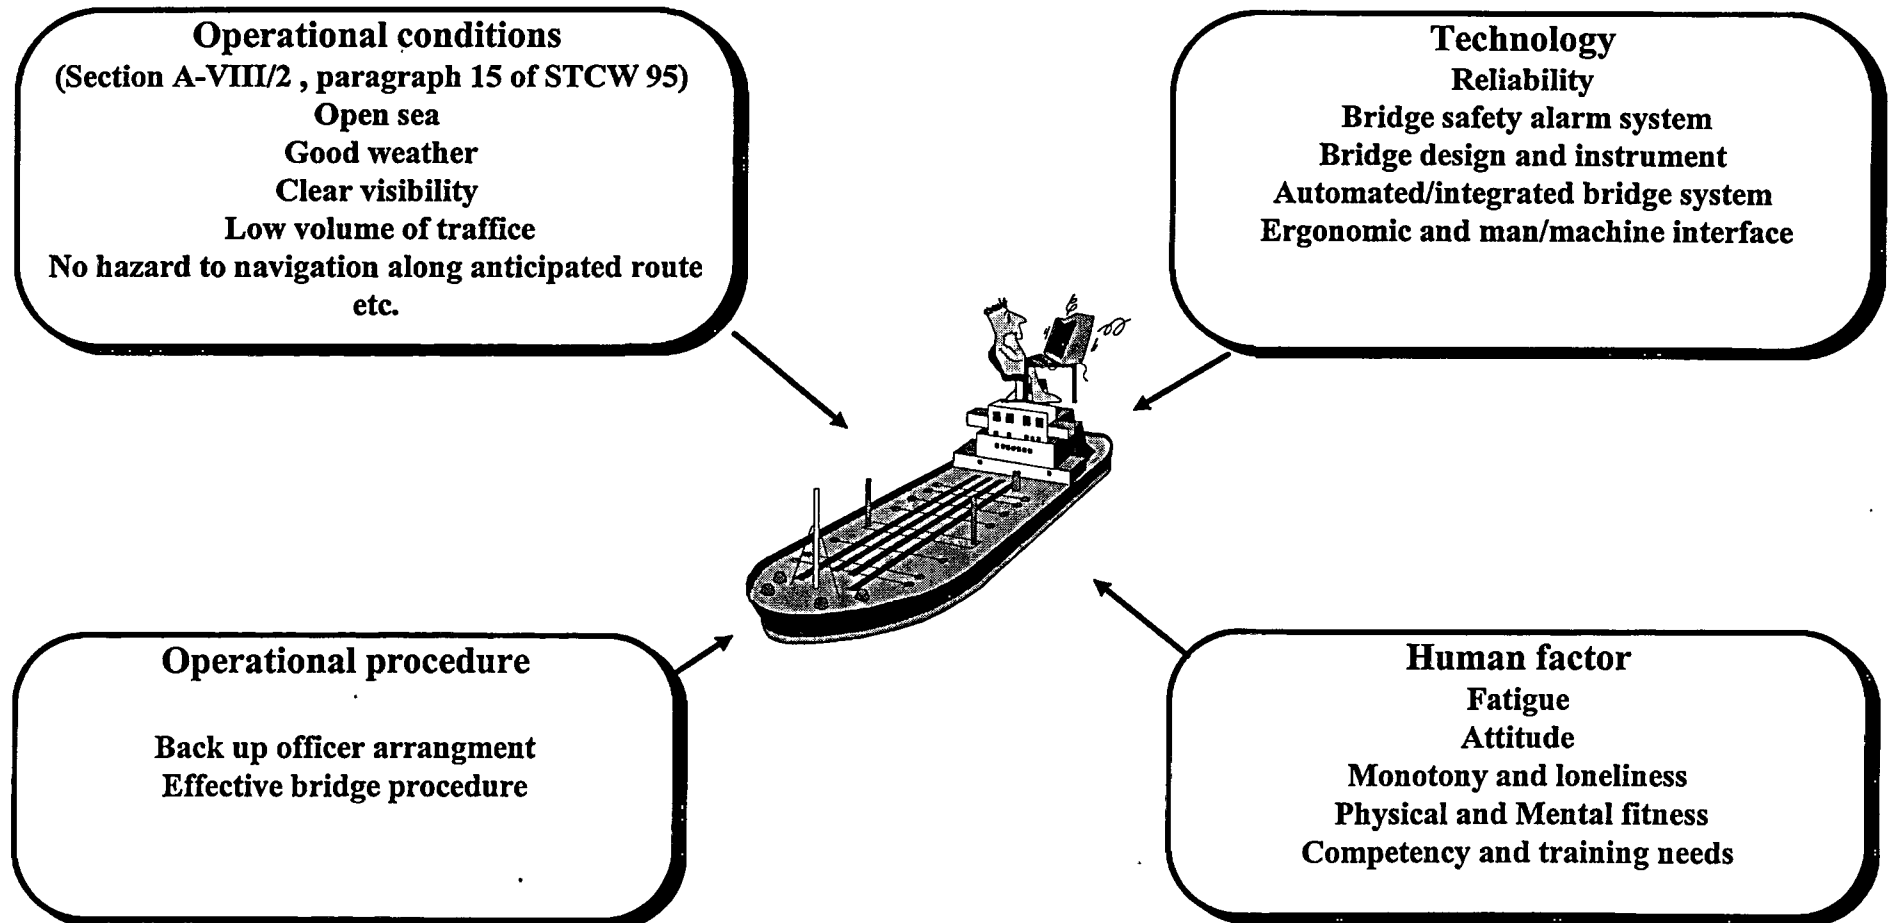 Operational conditions
(Section A-VIII/2 , paragraph 15 of STCW 95)
Open sea
Good weather
Clear visibility
Low volume of traffice
No hazard to navigation along anticipated route
etc.
Technology
Reliability
Bridge safety alarm system
Bridge design and instrument
Automated/integrated bridge system
Ergonomic and man/machine interface
Operational procedure
Back up officer arrangment
Effective bridge procedure
Human factor
Fatigue
Attitude
Monotony and loneliness
Physical and Mental fitness
Competency and training needs